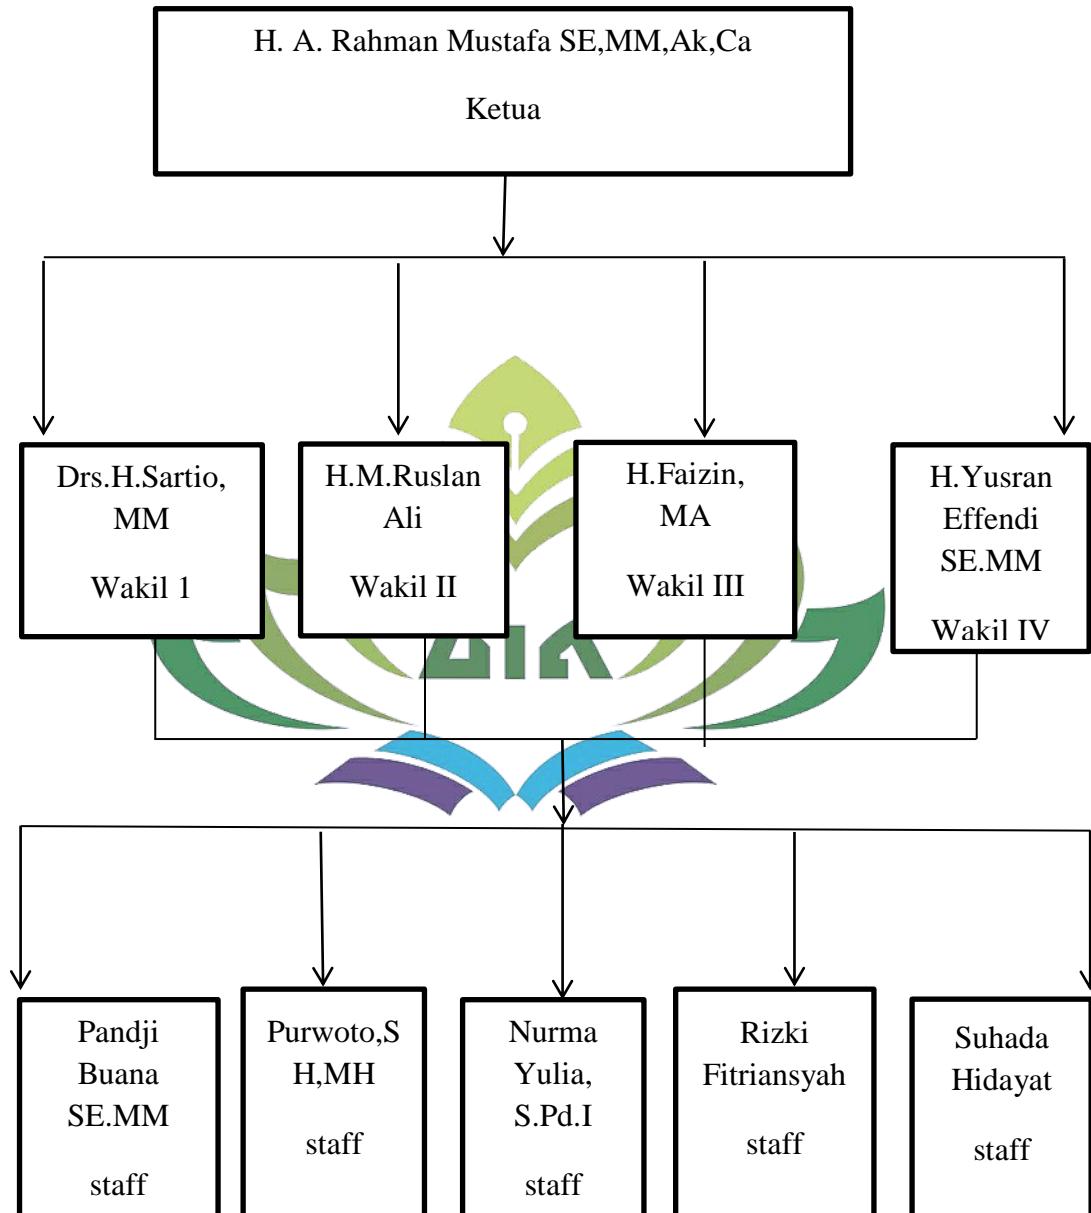 H. A. Rahman Mustafa SE,MM,Ak,Ca
Ketua
Drs.H.Sartio,
MM
Wakil 1
H.M.Ruslan
Ali
Wakil II
H.Faizin,
MA
Wakil III
H.Yusran
Effendi
SE.MM
Wakil IV
Pandji
Buana
SE.MM
staff
Purwoto,S
H,MH
staff
Nurma
Yulia,
S.Pd.I
staff
Rizki
Fitriansyah
staff
Suhada
Hidayat
staff